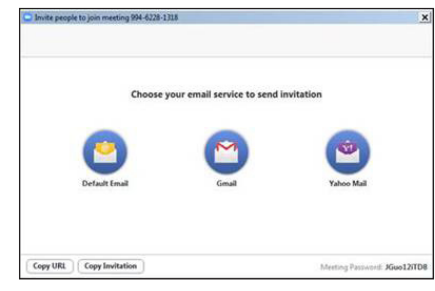 Invite people to join meeting 994-6228-1318
Choose your email service to send invitation
Default Email Gmail Yahoo Mail
Copy URL Copy Invitation Meeting Password: JGuo12iTD8